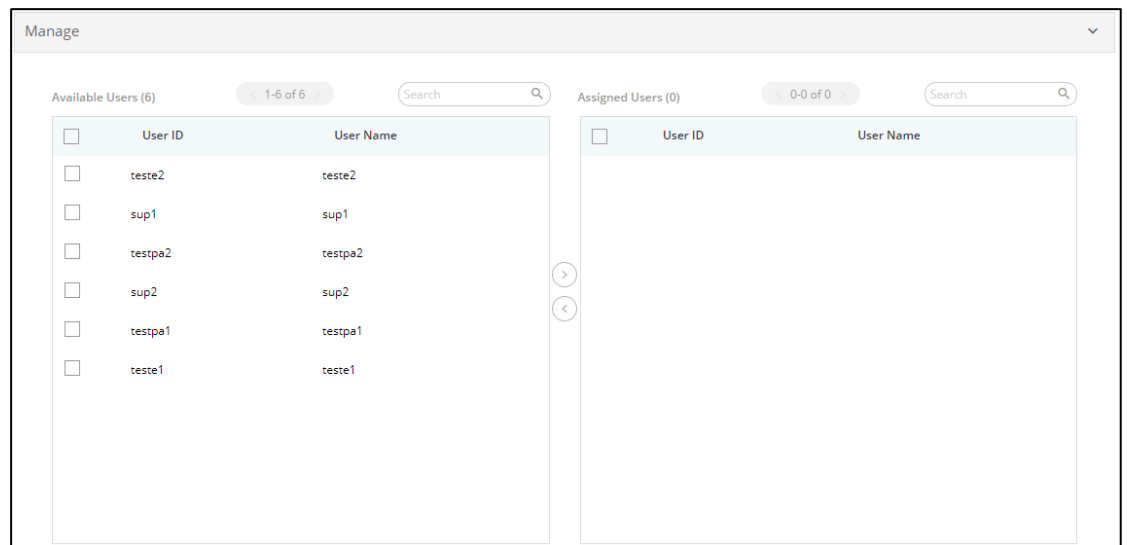 Manage
Available Users (6) < 1-6 of 6 > Search
Assigned Users (0) < 0-0 of 0 > Search
User ID User Name
teste2 teste2
sup1 sup1
testpa2 testpa2
sup2 sup2
testpa1 testpa1
teste1 teste1
User ID User Name